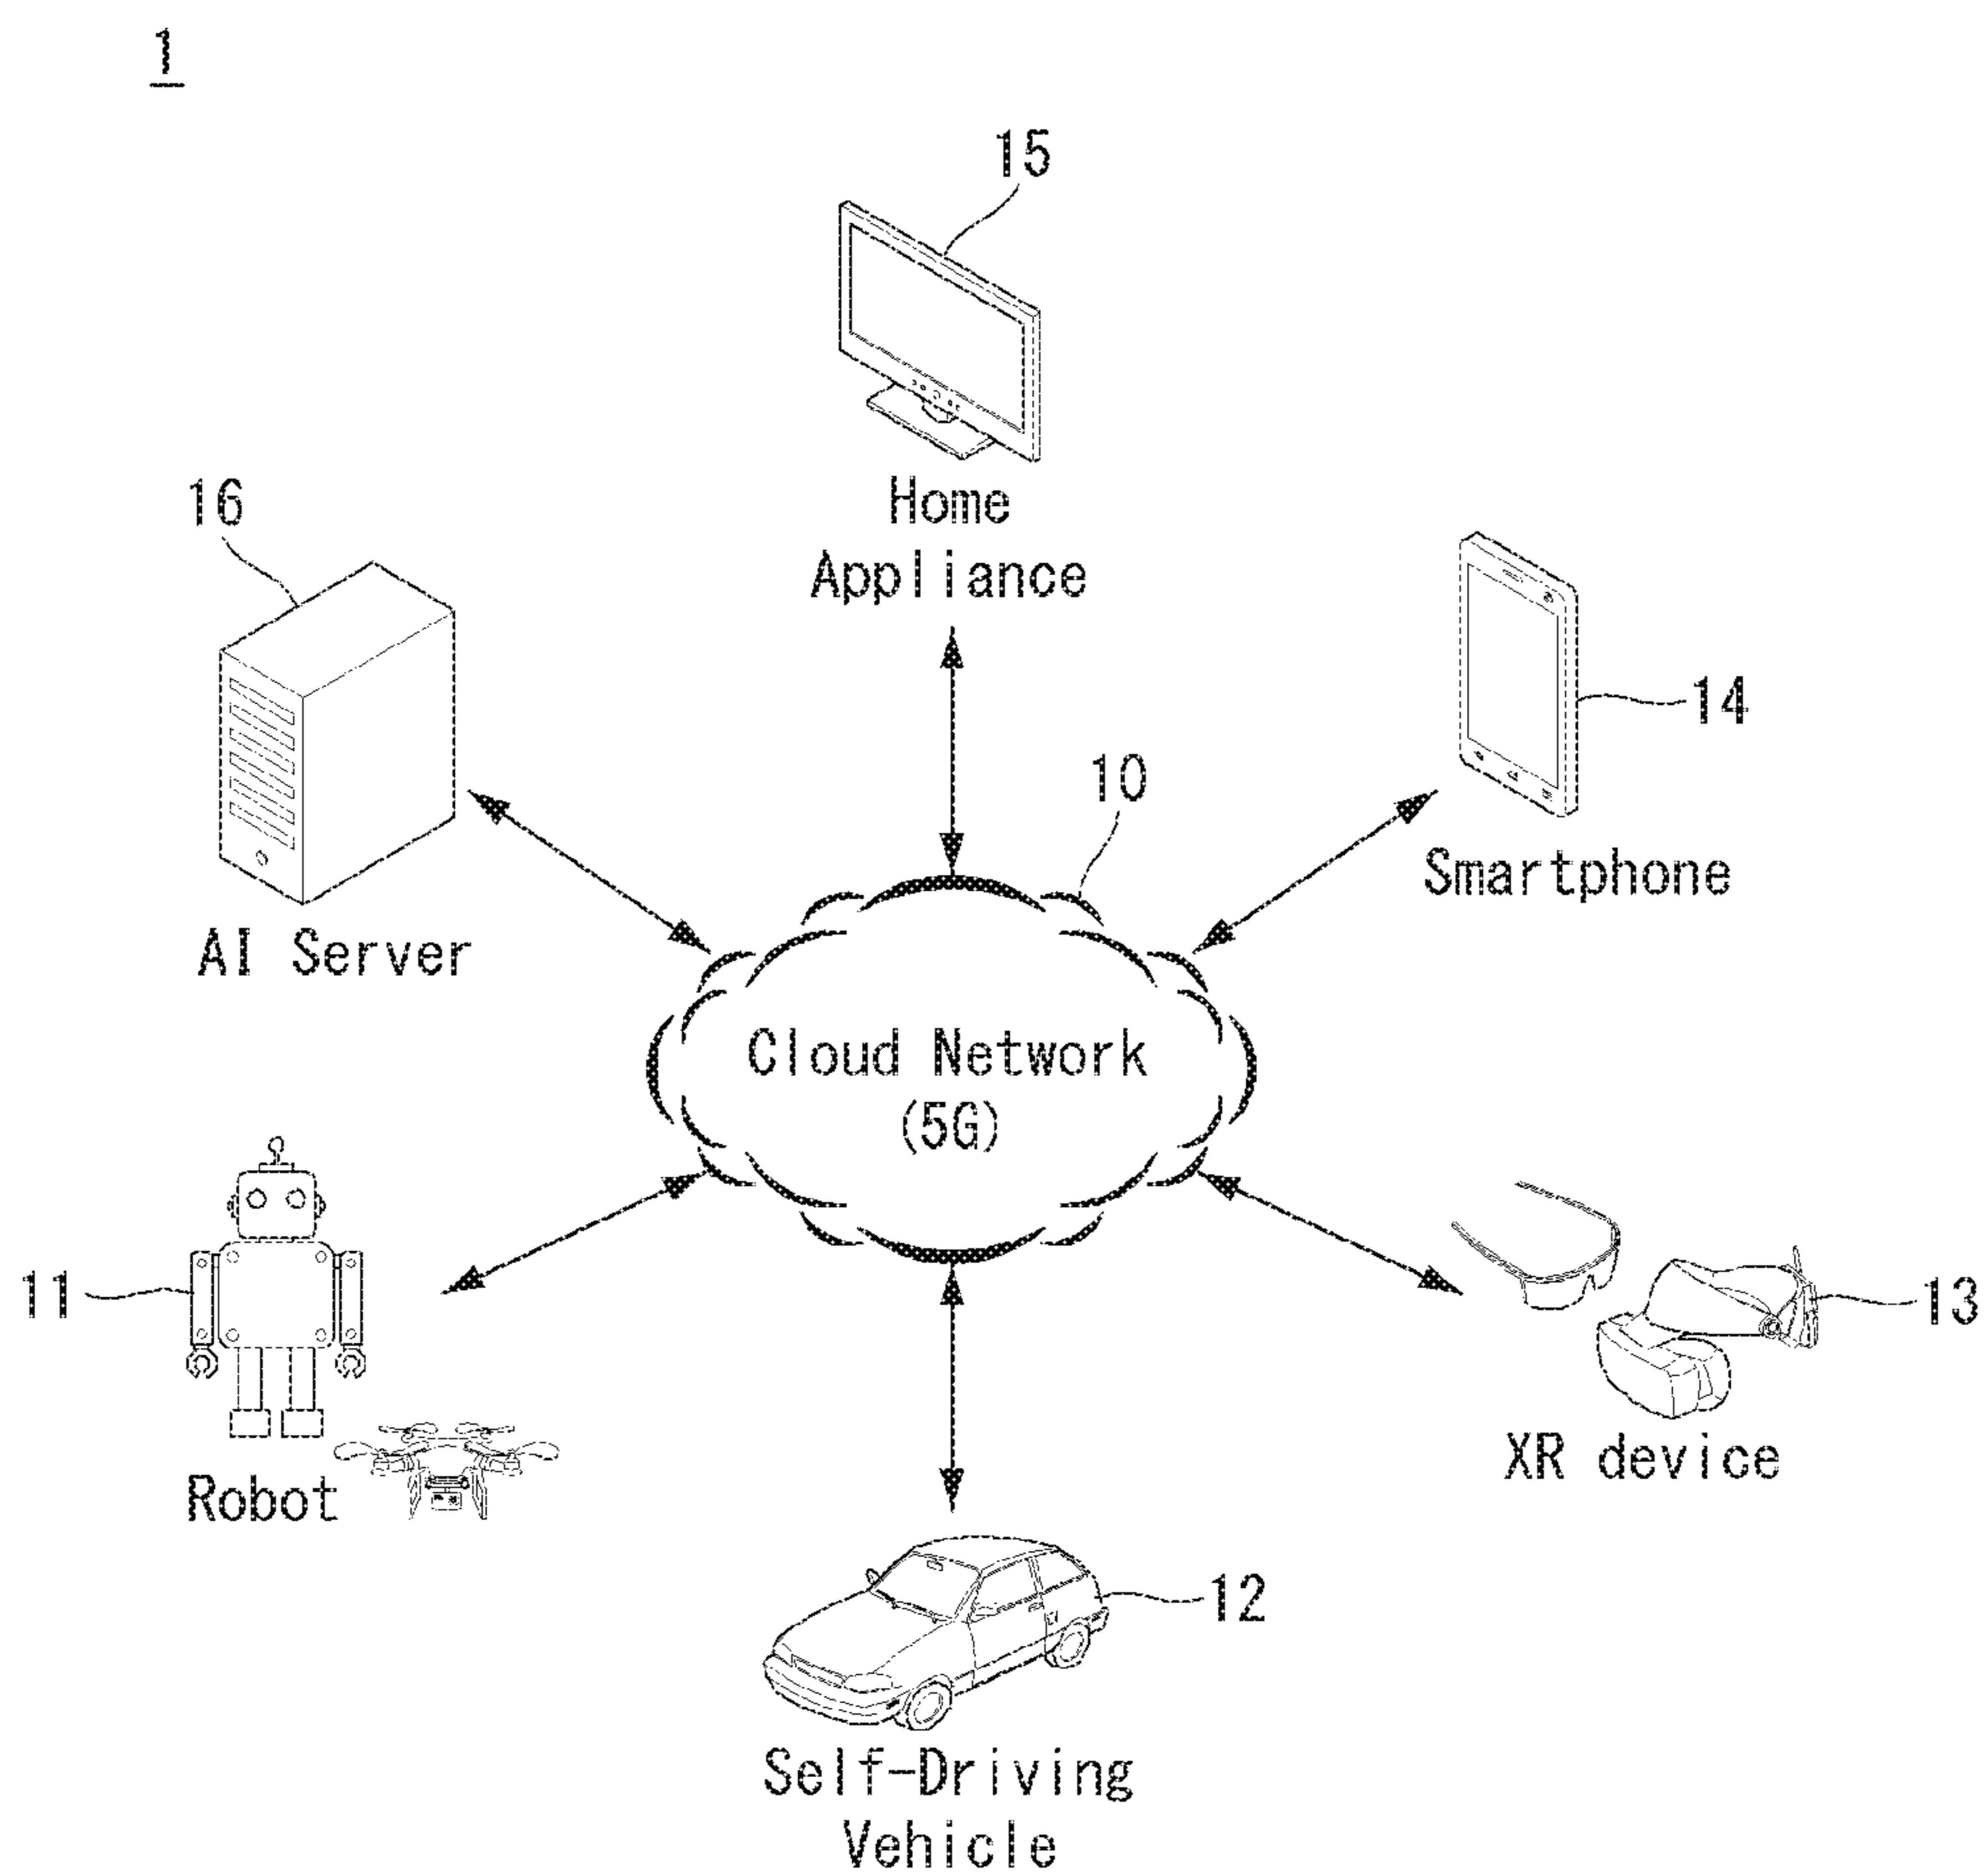 1
15
Home
Appliance
16
14
Smartphone
10
AI Server
Cloud Network
(5G)
11
13
Robot
XR device
12
Self-Driving
Vehicle